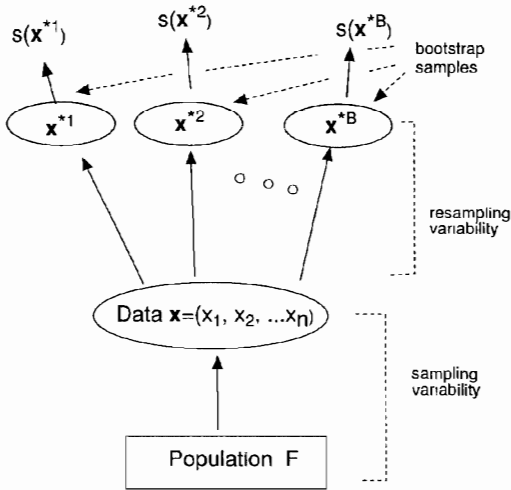 s(x*1)
s(x*2)
s(x*B)
bootstrap
samples
x*1
x*2
x*B
resampling
variability
Data x=(x1, x2, ...xn)
sampling
variability
Population F